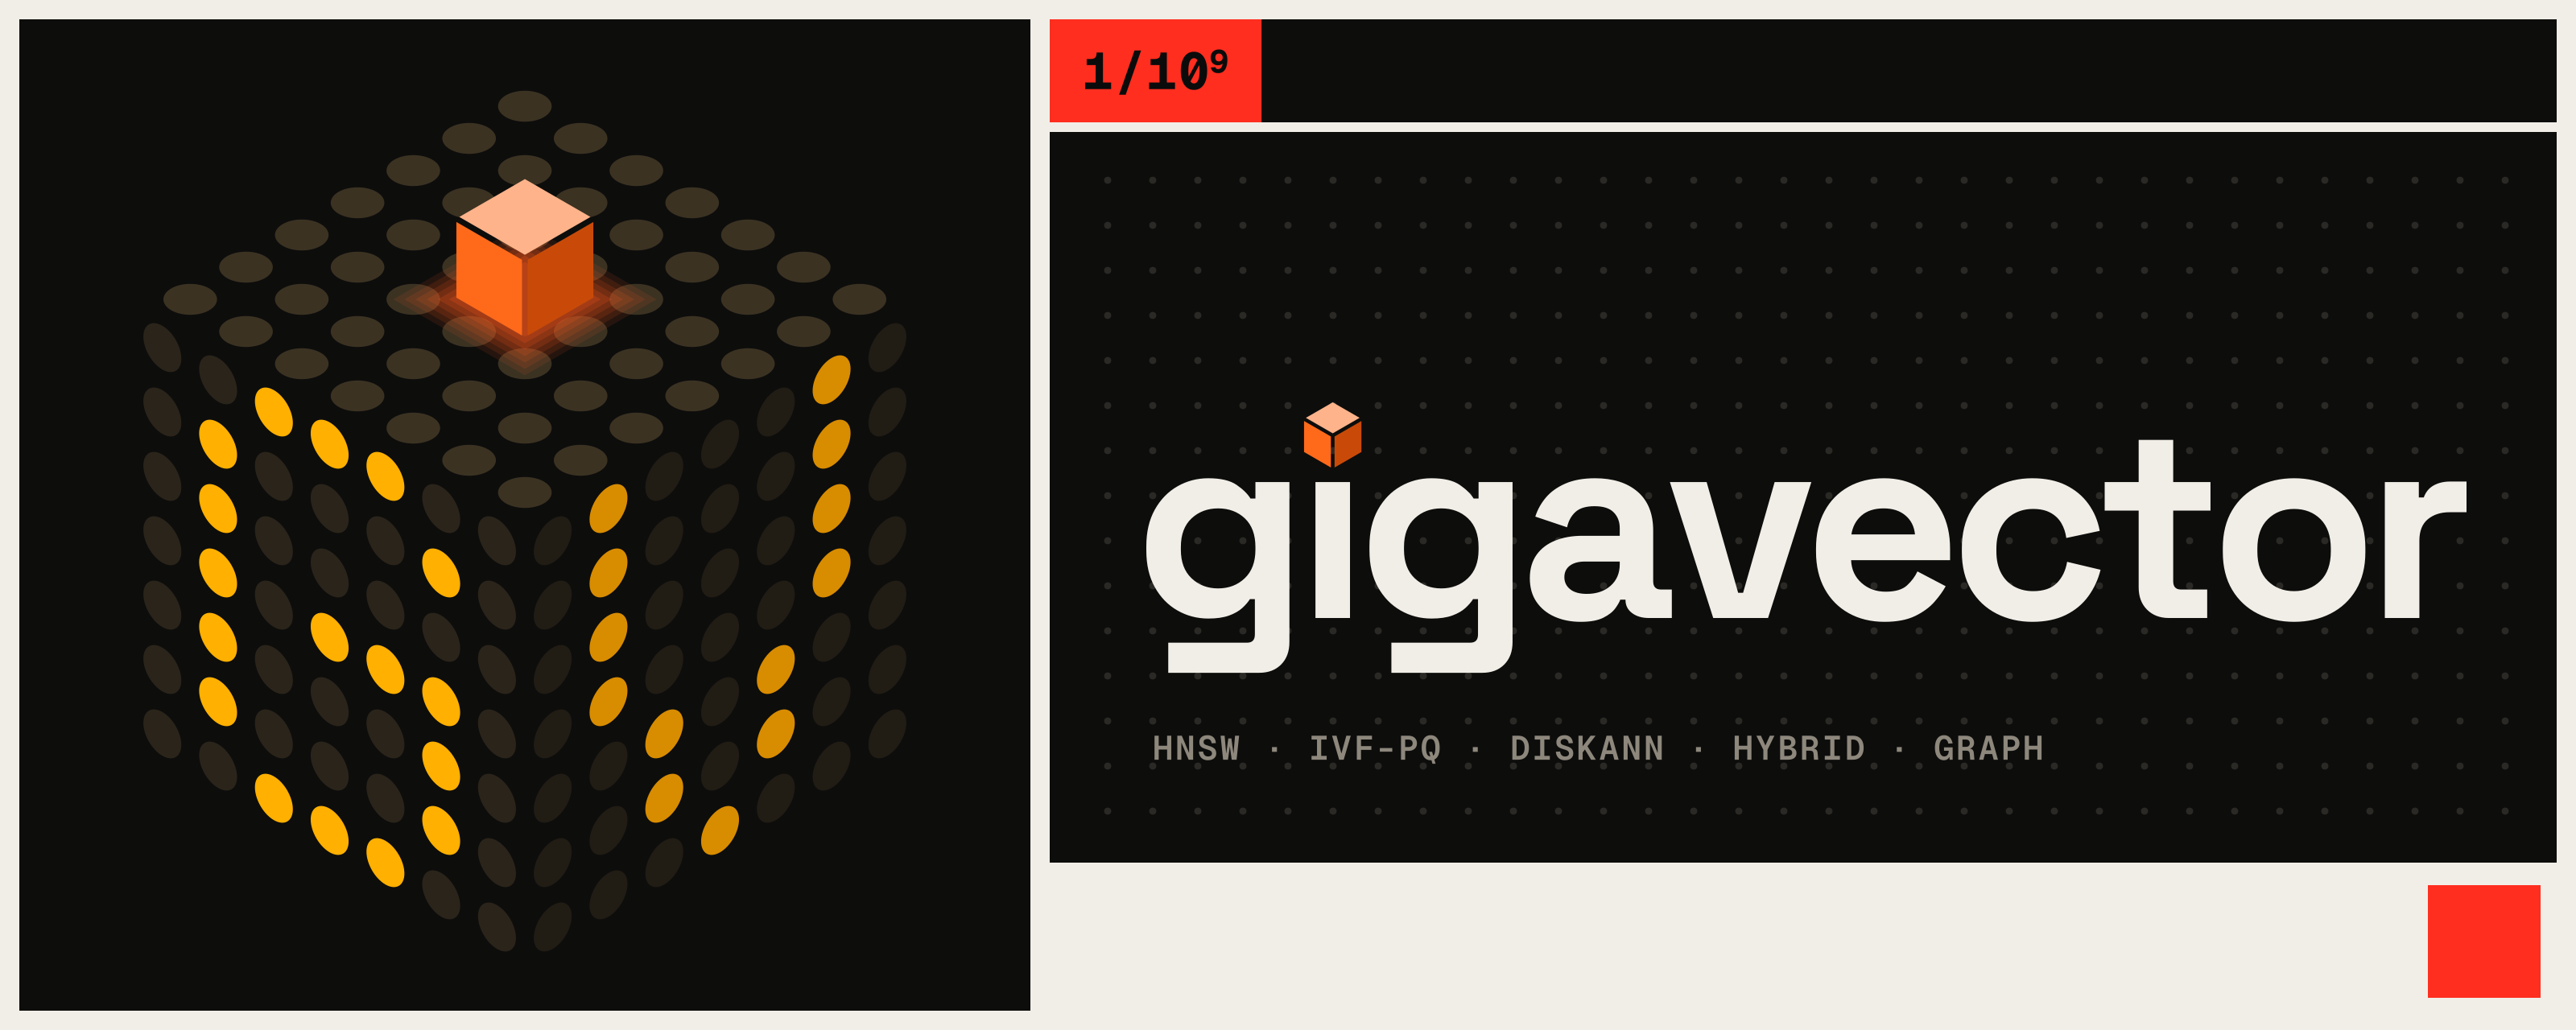 1/10⁹
gigavector
HNSW · IVF-PQ · DISKANN · HYBRID · GRAPH